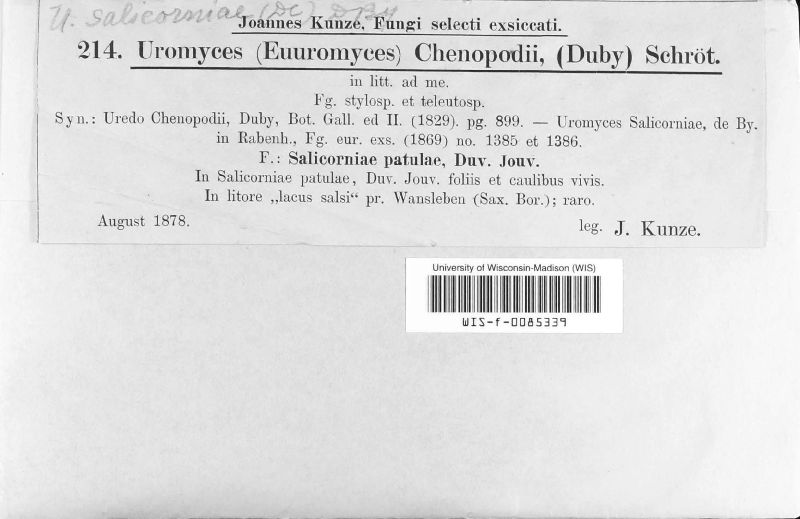 U. Salicorniae (DC) DBy
Joannes Kunze, Fungi selecti exsiccati.
214. Uromyces (Euuromyces) Chenopodii, (Duby) Schröt.
in litt. ad me.
Fg. stylosp. et teleutosp.
Syn.: Uredo Chenopodii, Duby, Bot. Gall. ed II. (1829). pg. 899. — Uromyces Salicorniae, de By.
in Rabenh., Fg. eur. exs. (1869) no. 1385 et 1386.
F.: Salicorniae patulae, Duv. Jouv.
In Salicorniae patulae, Duv. Jouv. foliis et caulibus vivis.
In litore „lacus salsi“ pr. Wansleben (Sax. Bor.); raro.
August 1878. leg. J. Kunze.
University of Wisconsin-Madison (WIS)
WIS-f-0085339